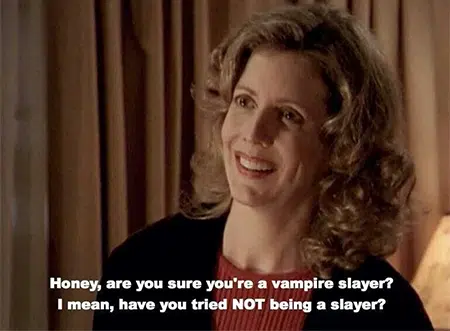 Honey, are you sure you're a vampire slayer?
I mean, have you tried NOT being a slayer?